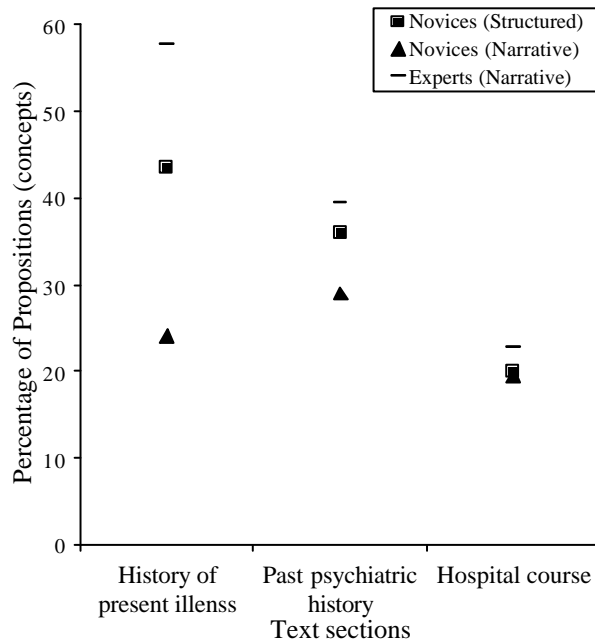 60
50
40
30
20
10
0
Percentage of Propositions (concepts)
Novices (Structured)
Novices (Narrative)
Experts (Narrative)
History of
present illenss
Past psychiatric
history
Hospital course
Text sections